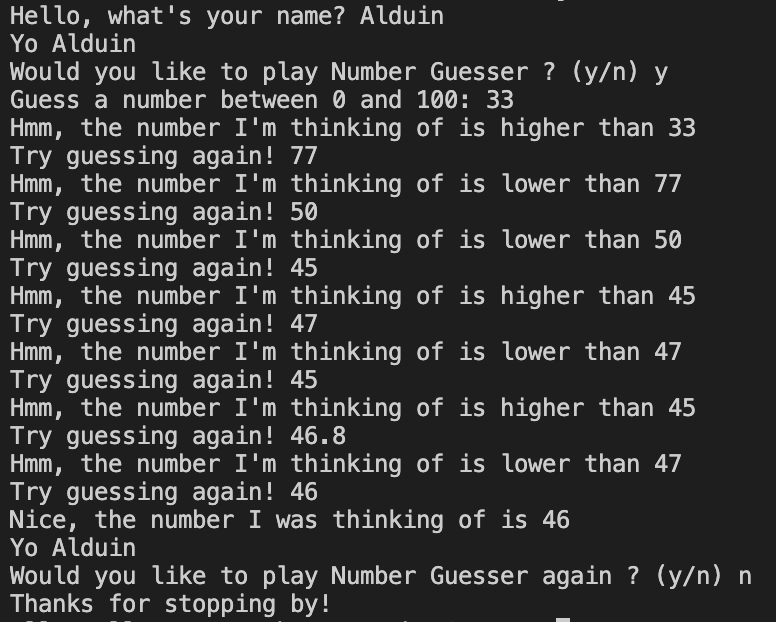 Hello, what's your name? Alduin
Yo Alduin
Would you like to play Number Guesser ? (y/n) y
Guess a number between 0 and 100: 33
Hmm, the number I'm thinking of is higher than 33
Try guessing again! 77
Hmm, the number I'm thinking of is lower than 77
Try guessing again! 50
Hmm, the number I'm thinking of is lower than 50
Try guessing again! 45
Hmm, the number I'm thinking of is higher than 45
Try guessing again! 47
Hmm, the number I'm thinking of is lower than 47
Try guessing again! 45
Hmm, the number I'm thinking of is higher than 45
Try guessing again! 46.8
Hmm, the number I'm thinking of is lower than 47
Try guessing again! 46
Nice, the number I was thinking of is 46
Yo Alduin
Would you like to play Number Guesser again ? (y/n) n
Thanks for stopping by!